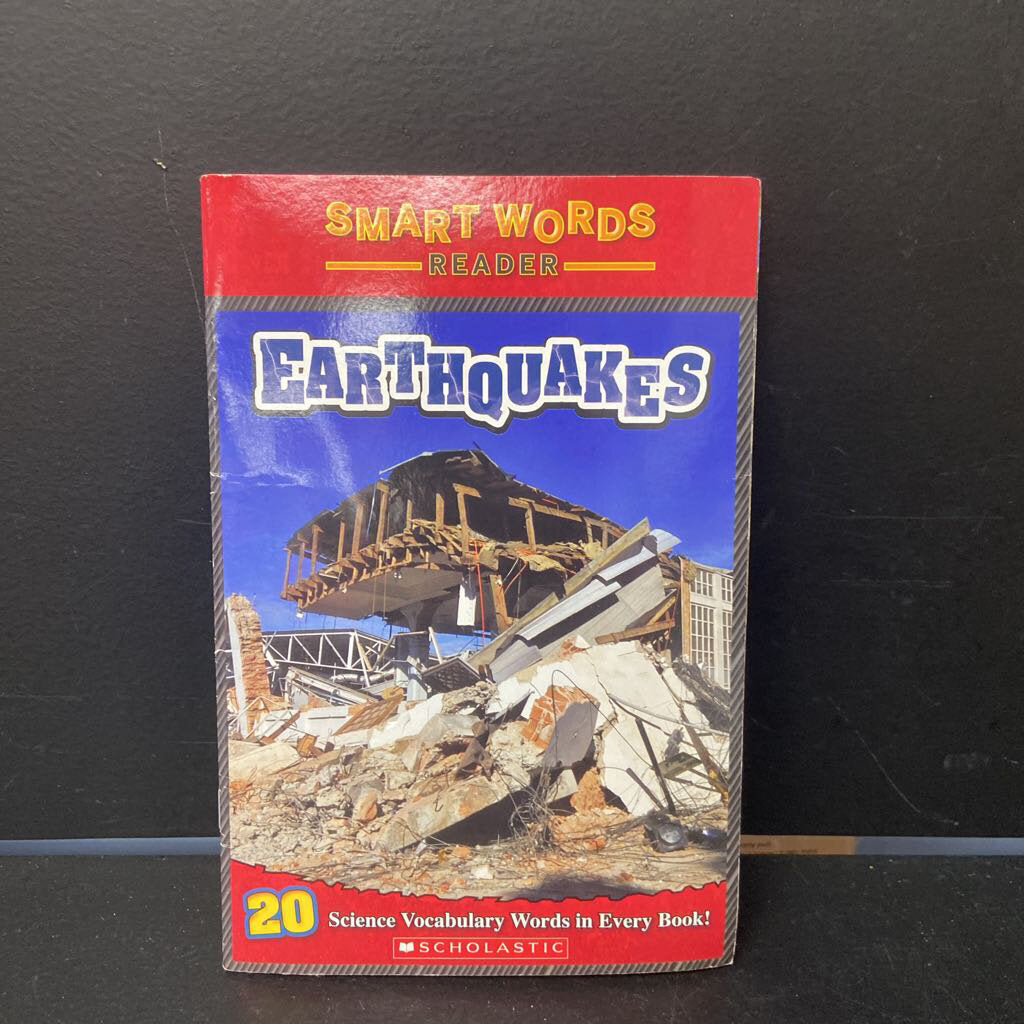 SMART WORDS
READER
EARTHQUAKES
20 Science Vocabulary Words in Every Book!
SCHOLASTIC